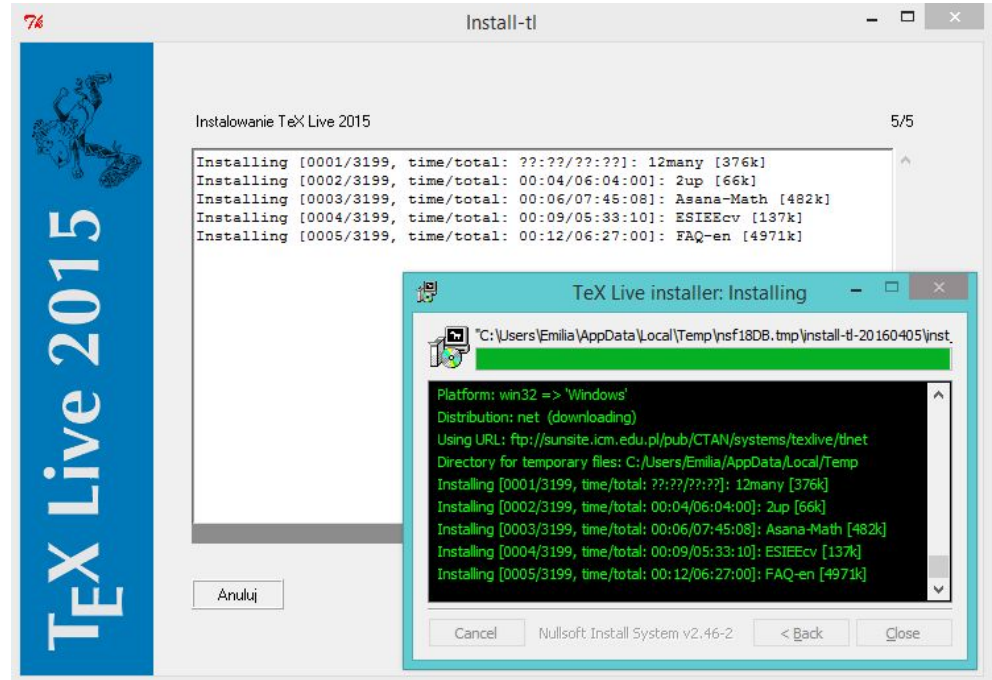 Install-tl
TeX Live 2015
Instalowanie TeX Live 2015 5/5
Installing [0001/3199, time/total: ??:??/??:??]: 12many [376k]
Installing [0002/3199, time/total: 00:04/06:04:00]: 2up [66k]
Installing [0003/3199, time/total: 00:06/07:45:08]: Asana-Math [482k]
Installing [0004/3199, time/total: 00:09/05:33:10]: ESIEEcv [137k]
Installing [0005/3199, time/total: 00:12/06:27:00]: FAQ-en [4971k]
Anuluj
TeX Live installer: Installing
"C:\Users\Emilia\AppData\Local\Temp\nsf18DB.tmp\install-tl-20160405\inst_
Platform: win32 => 'Windows'
Distribution: net (downloading)
Using URL: ftp://sunsite.icm.edu.pl/pub/CTAN/systems/texlive/tlnet
Directory for temporary files: C:/Users/Emilia/AppData/Local/Temp
Installing [0001/3199, time/total: ??:??/??:??]: 12many [376k]
Installing [0002/3199, time/total: 00:04/06:04:00]: 2up [66k]
Installing [0003/3199, time/total: 00:06/07:45:08]: Asana-Math [482k]
Installing [0004/3199, time/total: 00:09/05:33:10]: ESIEEcv [137k]
Installing [0005/3199, time/total: 00:12/06:27:00]: FAQ-en [4971k]
Cancel Nullsoft Install System v2.46-2 < Back Close